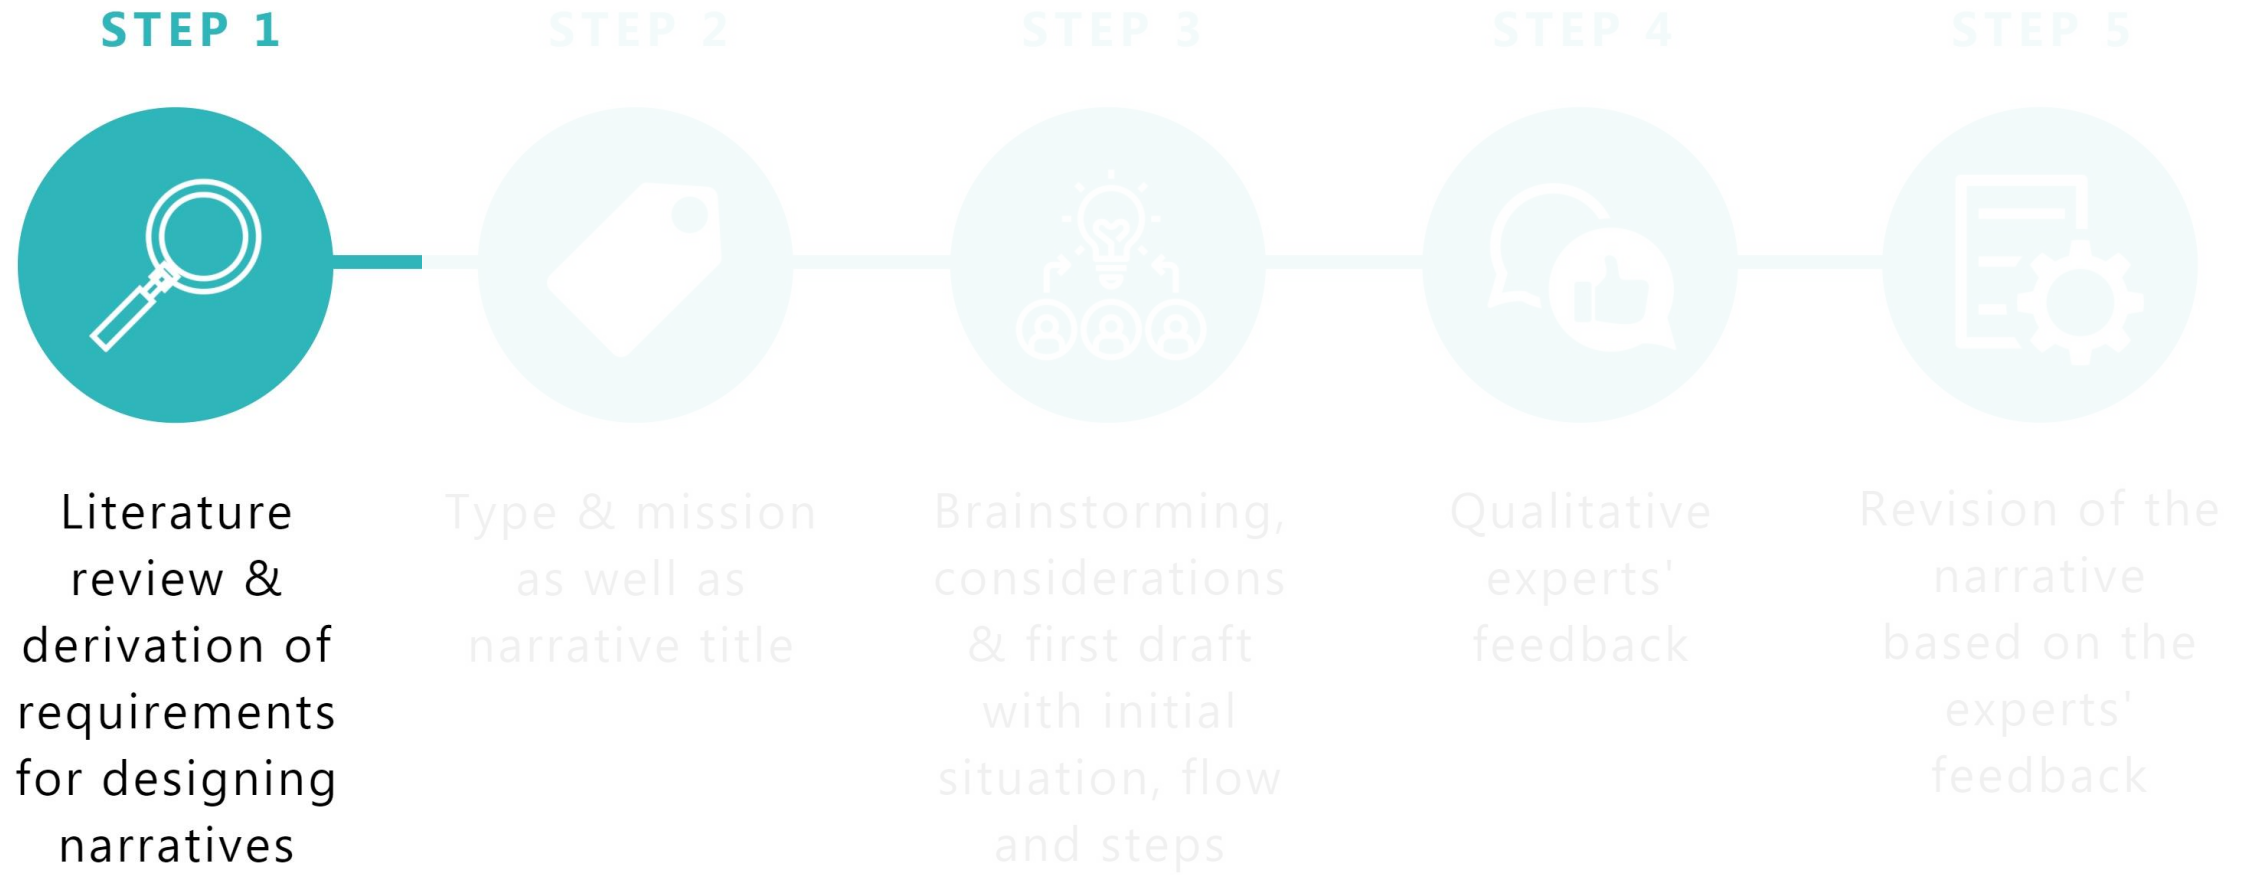 STEP 1
Literature
review &
derivation of
requirements
for designing
narratives
STEP 2
Type & mission
as well as
narrative title
STEP 3
Brainstorming,
considerations
& first draft
with initial
situation, flow
and steps
STEP 4
Qualitative
experts'
feedback
STEP 5
Revision of the
narrative
based on the
experts'
feedback